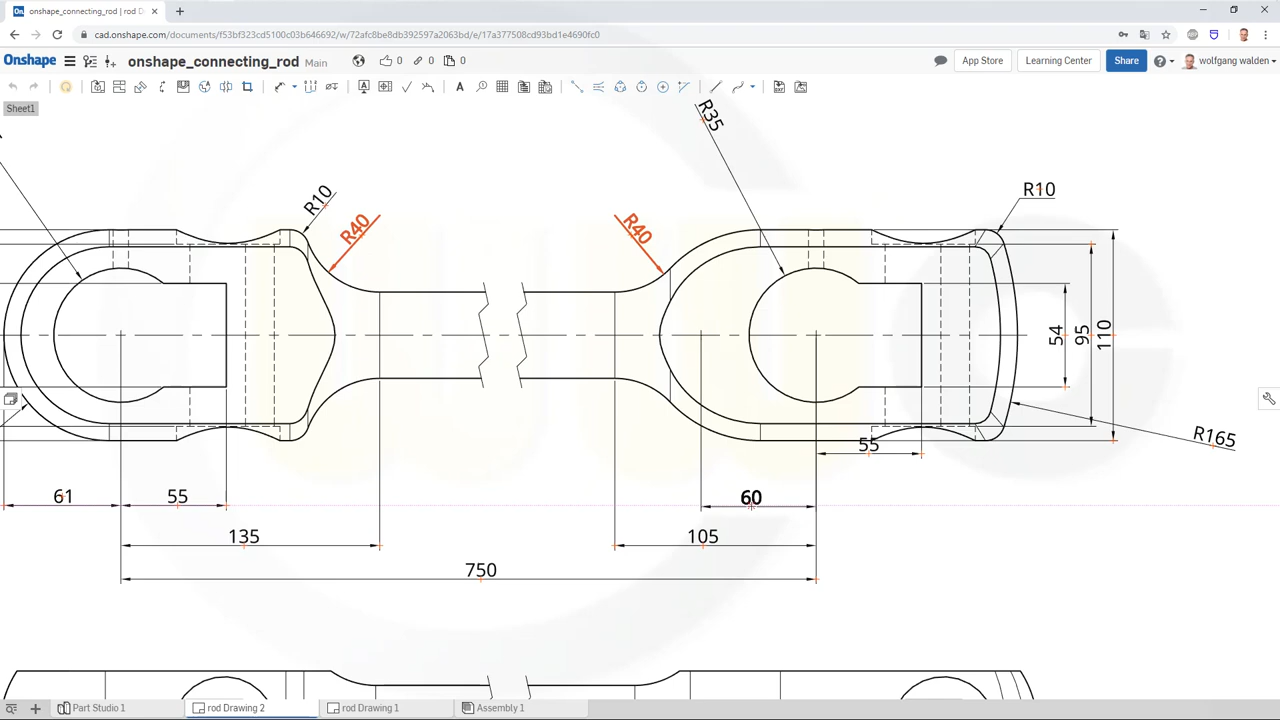 onshape_connecting_rod | rod D
cad.onshape.com/documents/f53bf323cd5100c03b646692/w/72afc8be8db392597a2063bd/e/17a377508cd93bd1e4690fc0
Onshape onshape_connecting_rod Main 0 0 0 App Store Learning Center Share wolfgang walden
Sheet1
R35
R10
R40
R40
R10
54
95
110
R165
55
61
55
60
135
105
750
Part Studio 1 rod Drawing 2 rod Drawing 1 Assembly 1